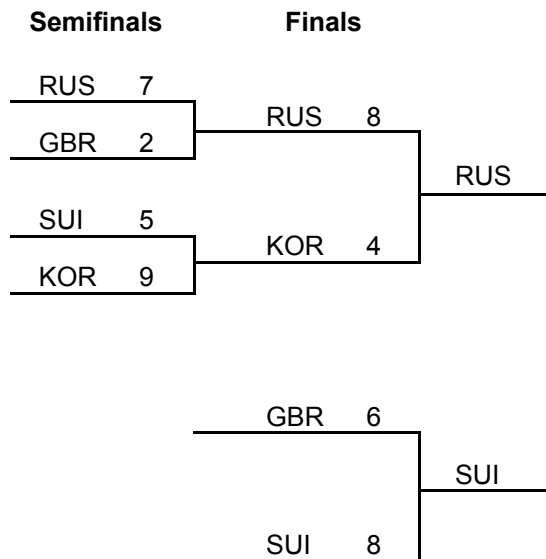 Semifinals Finals
RUS 7
RUS 8
GBR 2
RUS
SUI 5
KOR 4
KOR 9
GBR 6
SUI
SUI 8